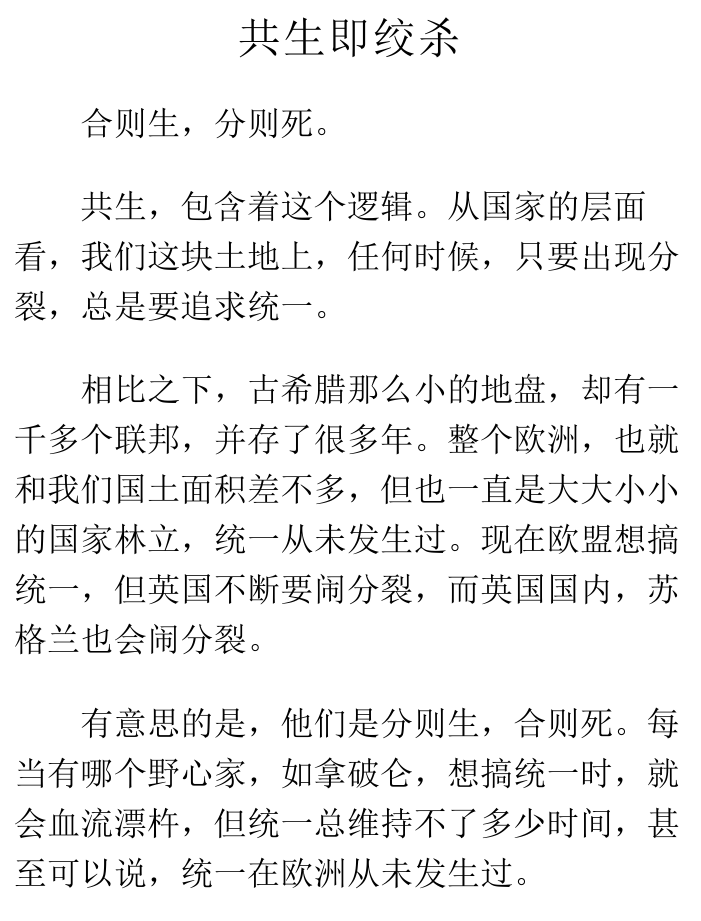 共生即绞杀
合则生，分则死。
共生，包含着这个逻辑。从国家的层面
看，我们这块土地上，任何时候，只要出现分
裂，总是要追求统一。
相比之下，古希腊那么小的地盘，却有一
千多个联邦，并存了很多年。整个欧洲，也就
和我们国土面积差不多，但也一直是大大小小
的国家林立，统一从未发生过。现在欧盟想搞
统一，但英国不断要闹分裂，而英国国内，苏
格兰也会闹分裂。
有意思的是，他们是分则生，合则死。每
当有哪个野心家，如拿破仑，想搞统一时，就
会血流漂杵，但统一总维持不了多少时间，甚
至可以说，统一在欧洲从未发生过。